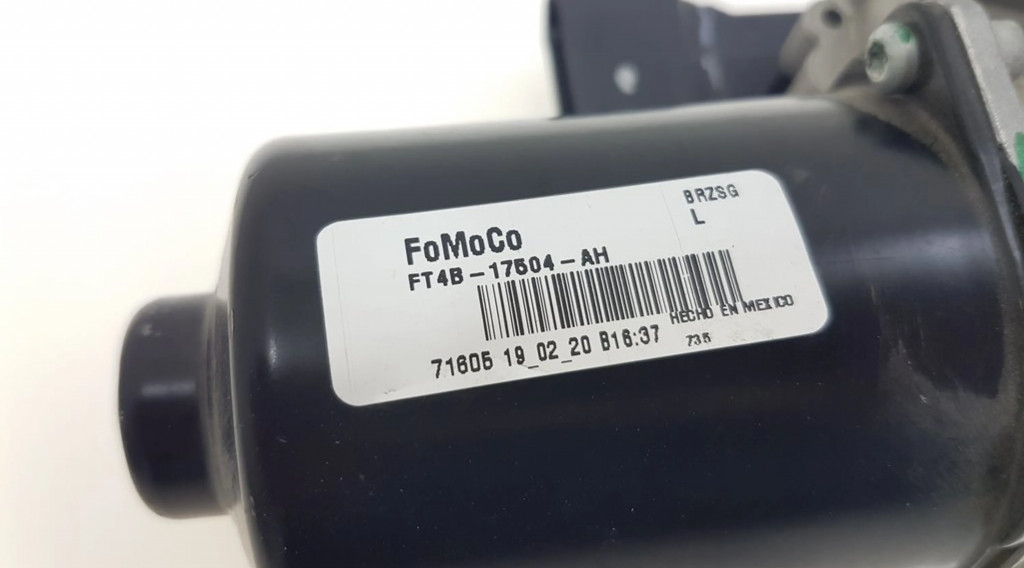 FoMoCo
BRZSG
L
FT4B-17504-AH
HECHO EN MEXICO
71605 19_02_20 B16:37
735